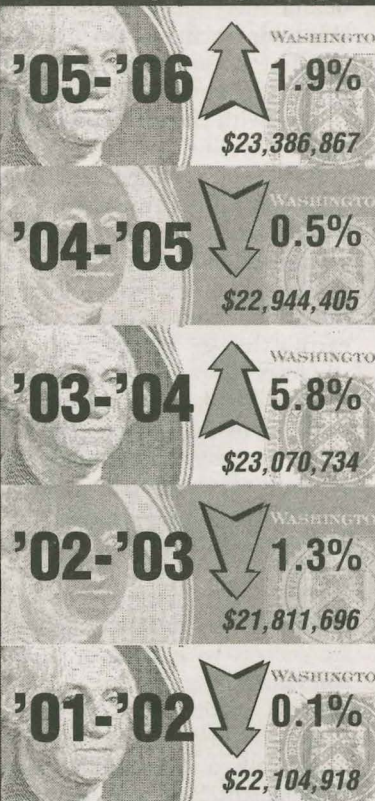 WASHINGTO
'05-'06 1.9%
$23,386,867
WASHINGTO
'04-'05 0.5%
$22,944,405
WASHINGTO
'03-'04 5.8%
$23,070,734
WASHINGTO
'02-'03 1.3%
$21,811,696
WASHINGTO
'01-'02 0.1%
$22,104,918